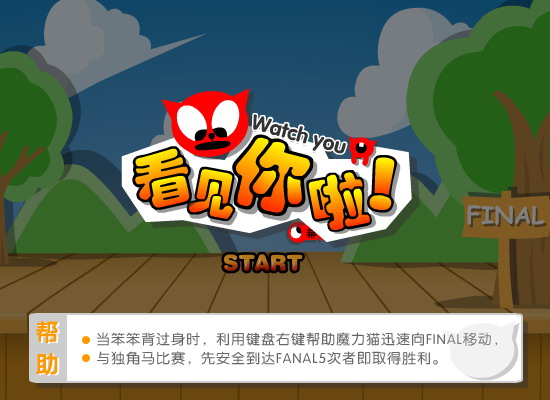 Watch you
看见你啦！
FINAL
START
帮助
当笨笨背过身时，利用键盘右键帮助魔力猫迅速向FINAL移动，
与独角马比赛，先安全到达FANAL5次者即取得胜利。